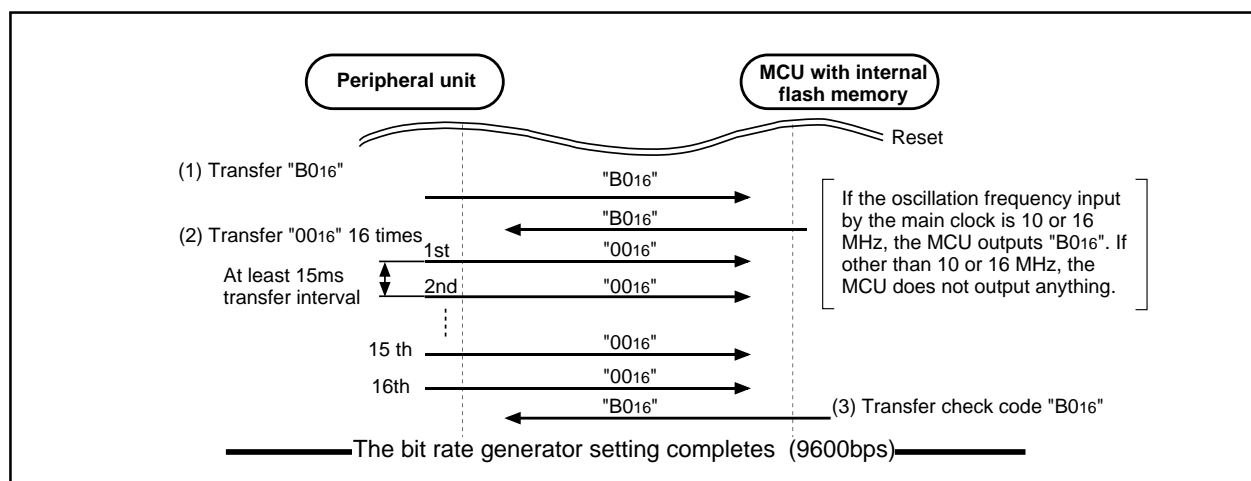 Peripheral unit
MCU with internal
flash memory
Reset
(1) Transfer "B016"
"B016"
"B016"
If the oscillation frequency input
by the main clock is 10 or 16
MHz, the MCU outputs "B016". If
other than 10 or 16 MHz, the
MCU does not output anything.
(2) Transfer "0016" 16 times
1st
"0016"
At least 15ms
transfer interval
2nd
"0016"
15 th
"0016"
16th
"0016"
"B016"
(3) Transfer check code "B016"
The bit rate generator setting completes (9600bps)